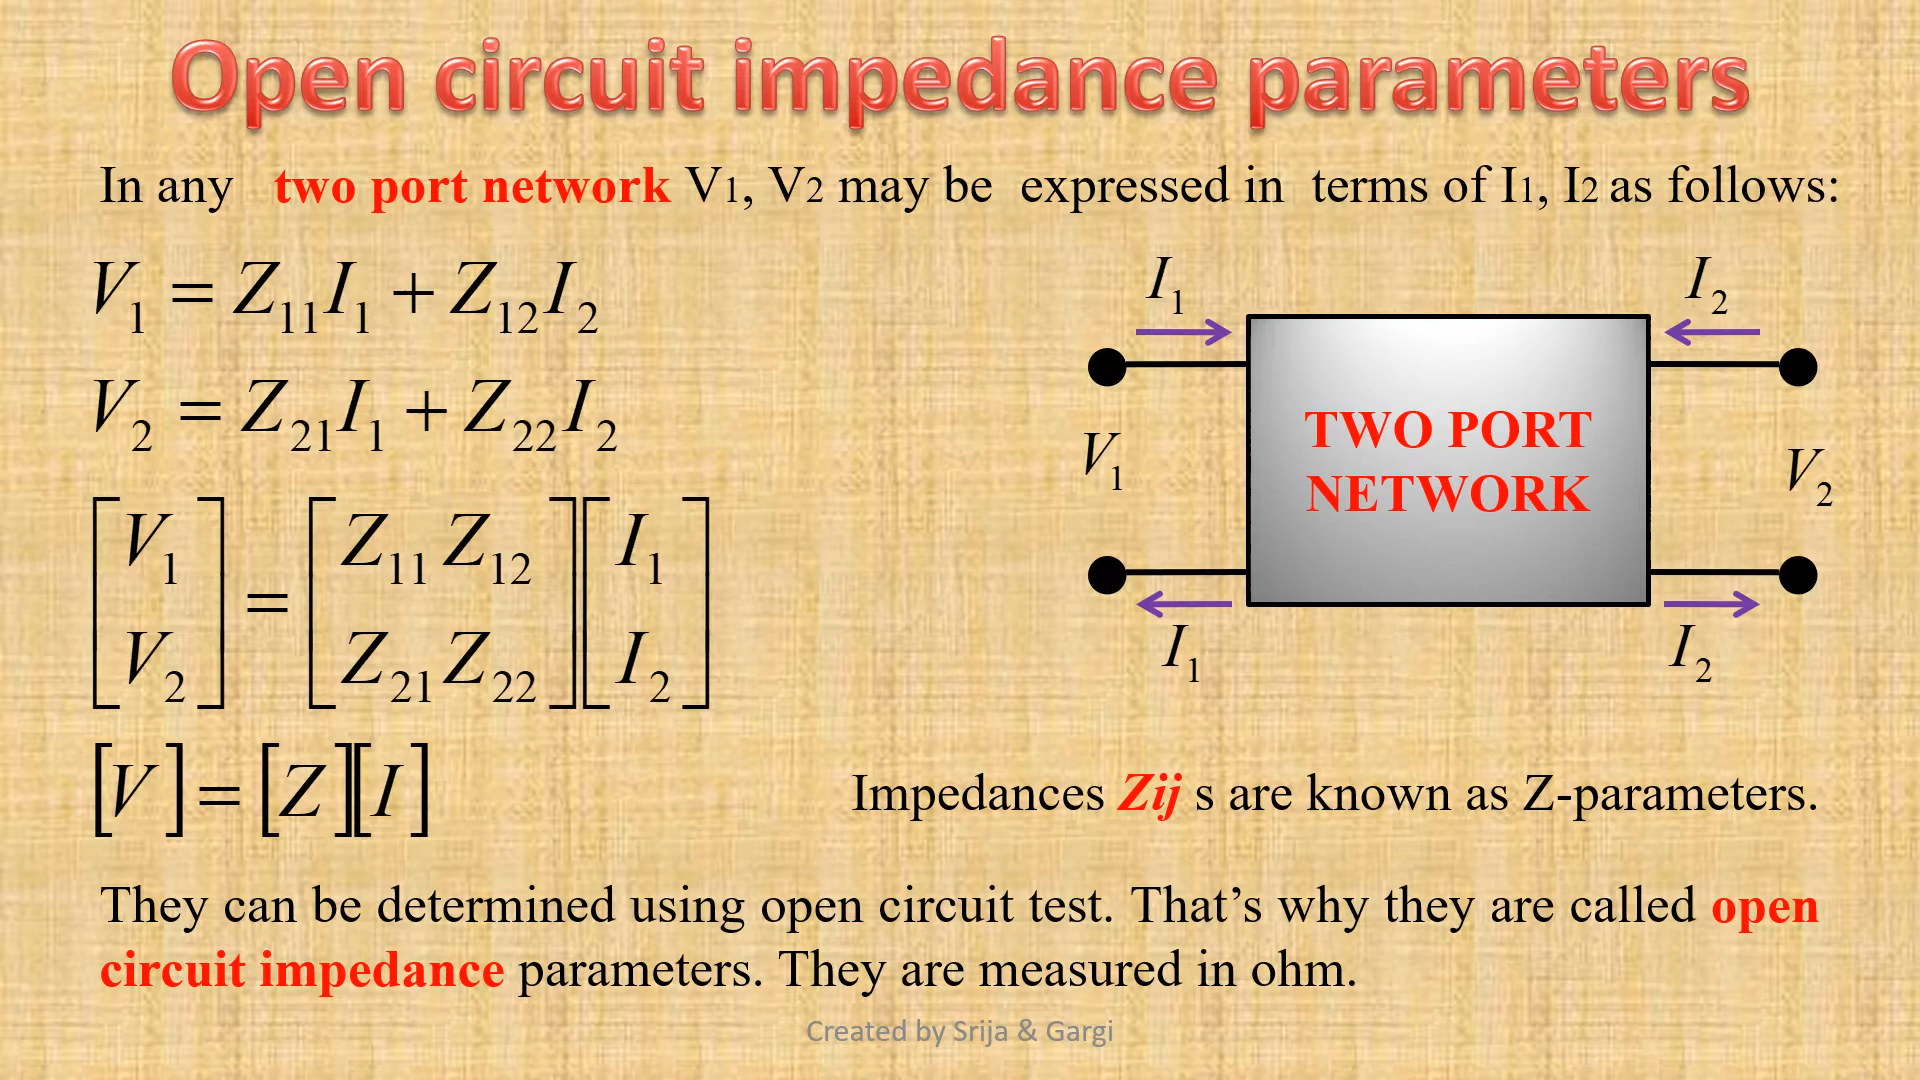 Open circuit impedance parameters
In any two port network V1, V2 may be expressed in terms of I1, I2 as follows:
V1 = Z11I1 + Z12I2
V2 = Z21I1 + Z22I2
[V1] = [Z11 Z12][I1]
[V2] [Z21 Z22][I2]
[V] = [Z][I]
I1 I2
TWO PORT
NETWORK
V1 V2
I1 I2
Impedances Zij s are known as Z-parameters.
They can be determined using open circuit test. That’s why they are called open
circuit impedance parameters. They are measured in ohm.
Created by Srija & Gargi